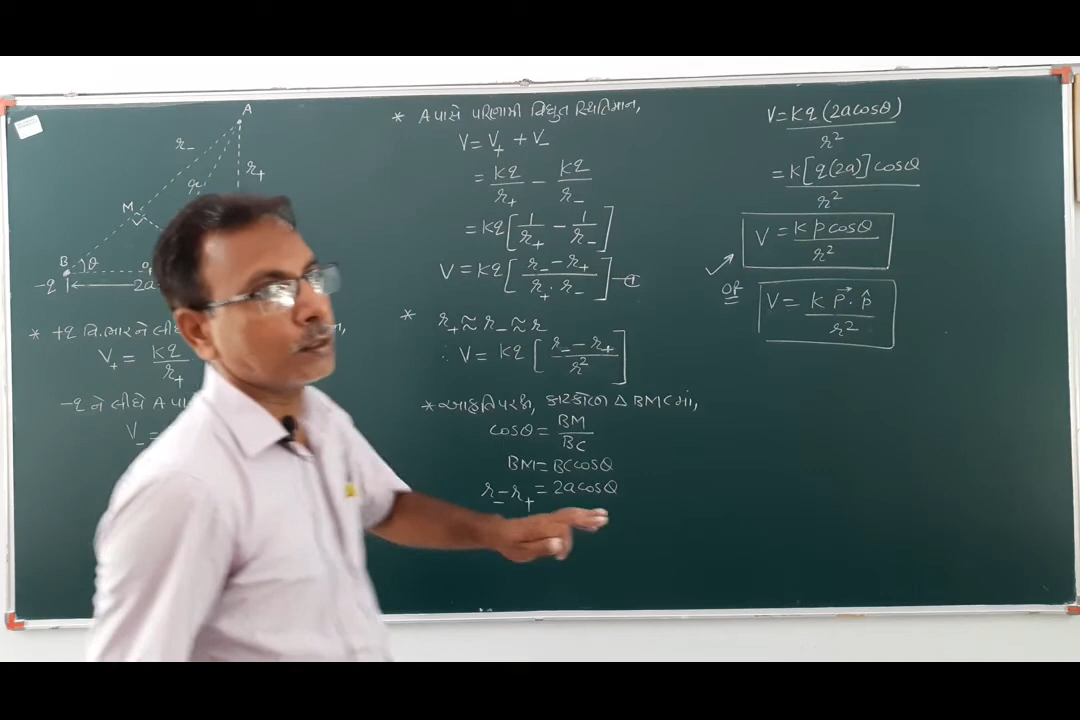 A
r₋
r₊
r
M
B
θ
-q
2a
* +q વિ.ભારને લીધે
V₊ = kq/r₊
-q ને લીધે A પા
V₋ =
* A પાસે પરિણામી વિદ્યુત સ્થિતિમાન,
V = V₊ + V₋
= kq/r₊ - kq/r₋
= kq[1/r₊ - 1/r₋]
V = kq[(r₋ - r₊)/(r₊ · r₋)] —①
* r₊ ≈ r₋ ≈ r
∴ V = kq [(r₋ - r₊)/r²]
* આકૃતિ પરથી, કાટકોણ Δ BMC માં,
cosθ = BM/BC
BM = BC cosθ
r₋ - r₊ = 2a cosθ
V = kq(2a cosθ)/r²
= k[q(2a)] cosθ/r²
V = k p cosθ/r²
OR
V = k p⃗ · p̂/r²